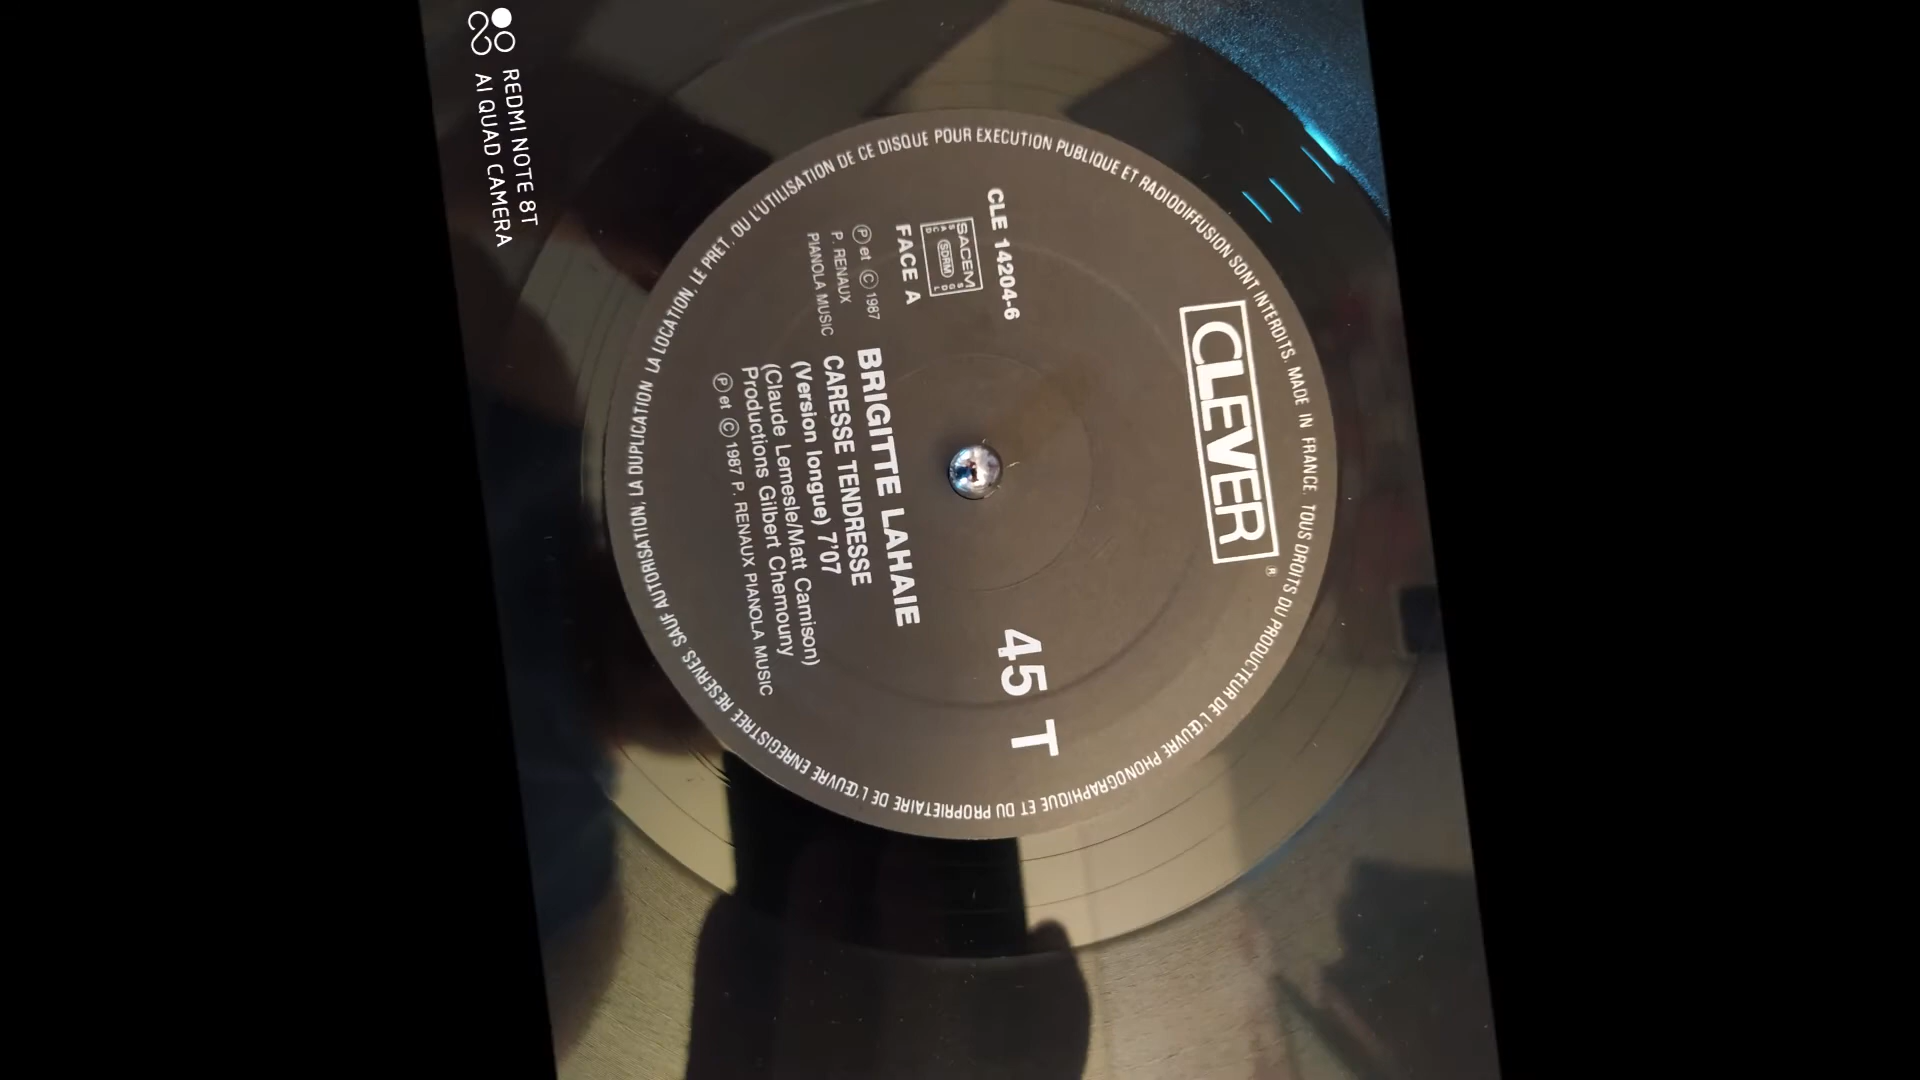 CLEVER®
CLE 14204-6
SACEM
SDRM
SACD
SGDL
45 T
FACE A
Ⓟ et Ⓒ 1987
P. RENAUX
PIANOLA MUSIC
BRIGITTE LAHAIE
CARESSE TENDRESSE
(Version longue) 7'07
(Claude Lemesle/Matt Camison)
Productions Gilbert Chemouny
Ⓟ et Ⓒ 1987 P. RENAUX PIANOLA MUSIC
MADE IN FRANCE. TOUS DROITS DU PRODUCTEUR DE L'ŒUVRE PHONOGRAPHIQUE ET DU PROPRIETAIRE DE L'ŒUVRE ENREGISTREE RESERVES. SAUF AUTORISATION, LA DUPLICATION, LA LOCATION, LE PRET, OU L'UTILISATION DE CE DISQUE POUR EXECUTION PUBLIQUE ET RADIODIFFUSION SONT INTERDITS.
REDMI NOTE 8T
AI QUAD CAMERA